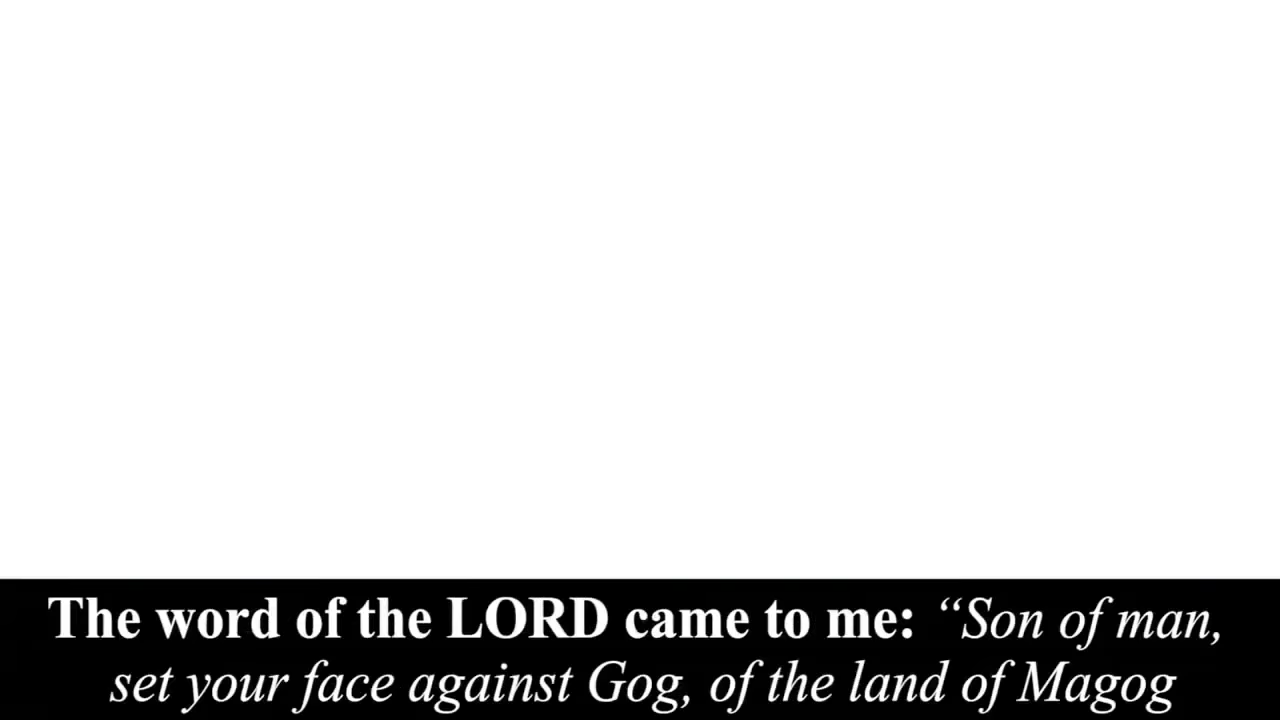 The word of the LORD came to me: “Son of man,
set your face against Gog, of the land of Magog